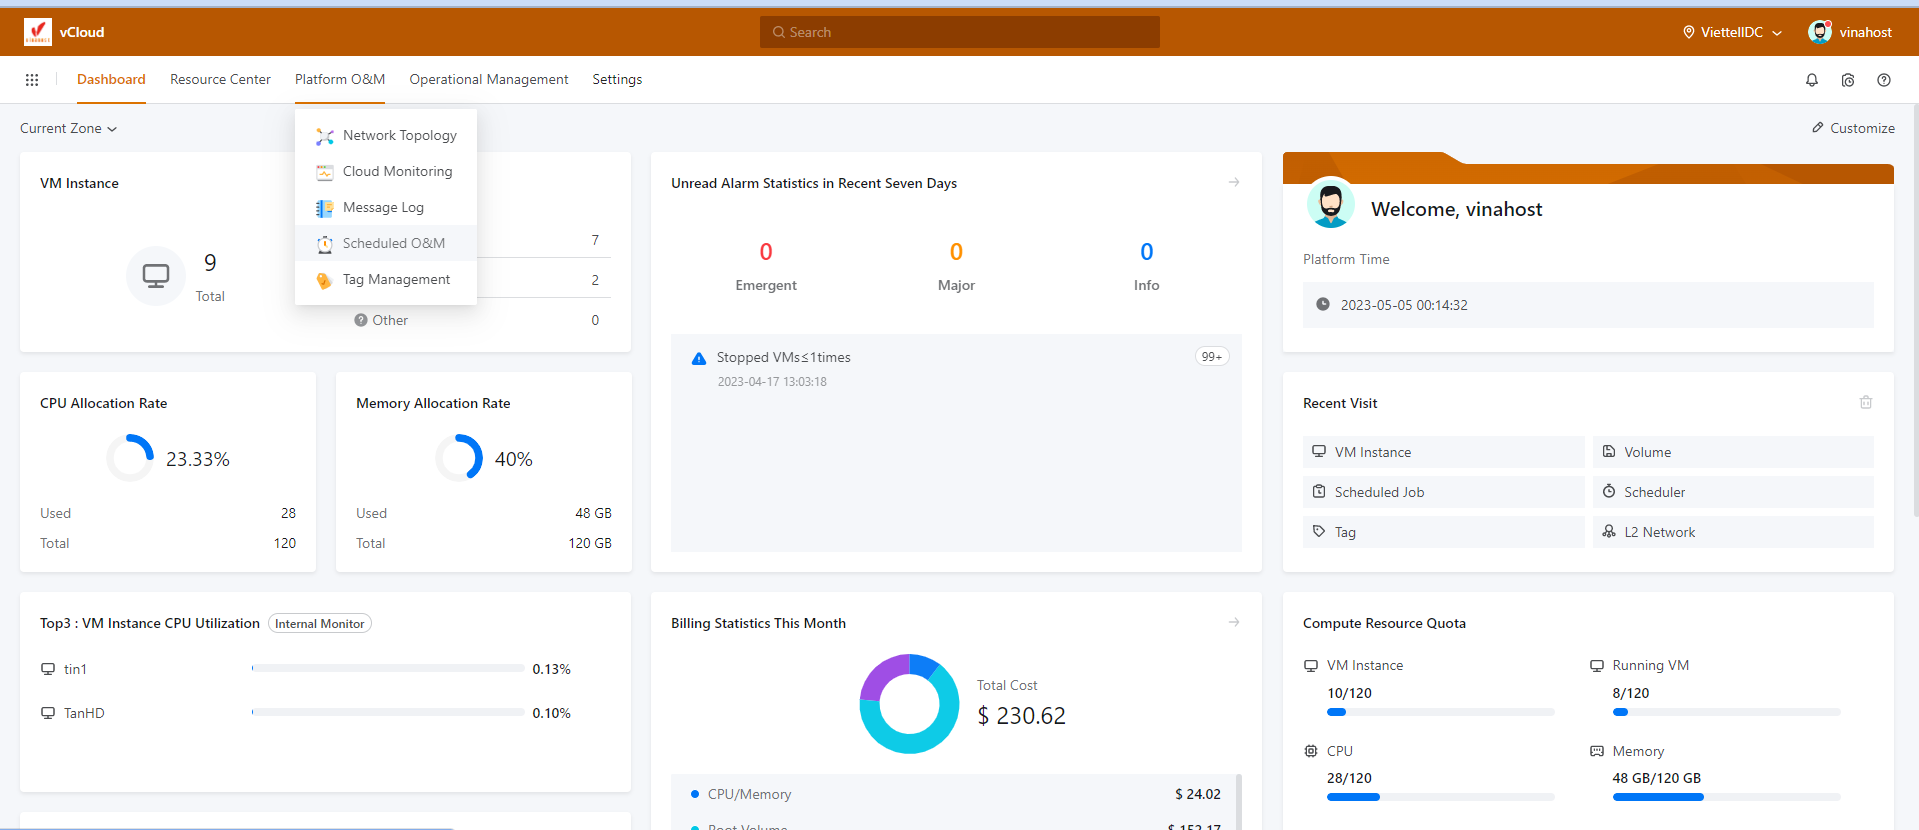 vCloud
Search
ViettelIDC
vinahost
Dashboard
Resource Center
Platform O&M
Operational Management
Settings
Current Zone
Customize
Network Topology
Cloud Monitoring
Message Log
Scheduled O&M
Tag Management
VM Instance
9
Total
7
2
Other
0
Unread Alarm Statistics in Recent Seven Days
0
0
0
Emergent
Major
Info
Stopped VMs≤1times
99+
2023-04-17 13:03:18
Welcome, vinahost
Platform Time
2023-05-05 00:14:32
CPU Allocation Rate
23.33%
Used
28
Total
120
Memory Allocation Rate
40%
Used
48 GB
Total
120 GB
Recent Visit
VM Instance
Volume
Scheduled Job
Scheduler
Tag
L2 Network
Top3 : VM Instance CPU Utilization
Internal Monitor
tin1
0.13%
TanHD
0.10%
Billing Statistics This Month
Total Cost
$ 230.62
CPU/Memory
$ 24.02
Root Volume
$ 152.17
Compute Resource Quota
VM Instance
10/120
Running VM
8/120
CPU
28/120
Memory
48 GB/120 GB